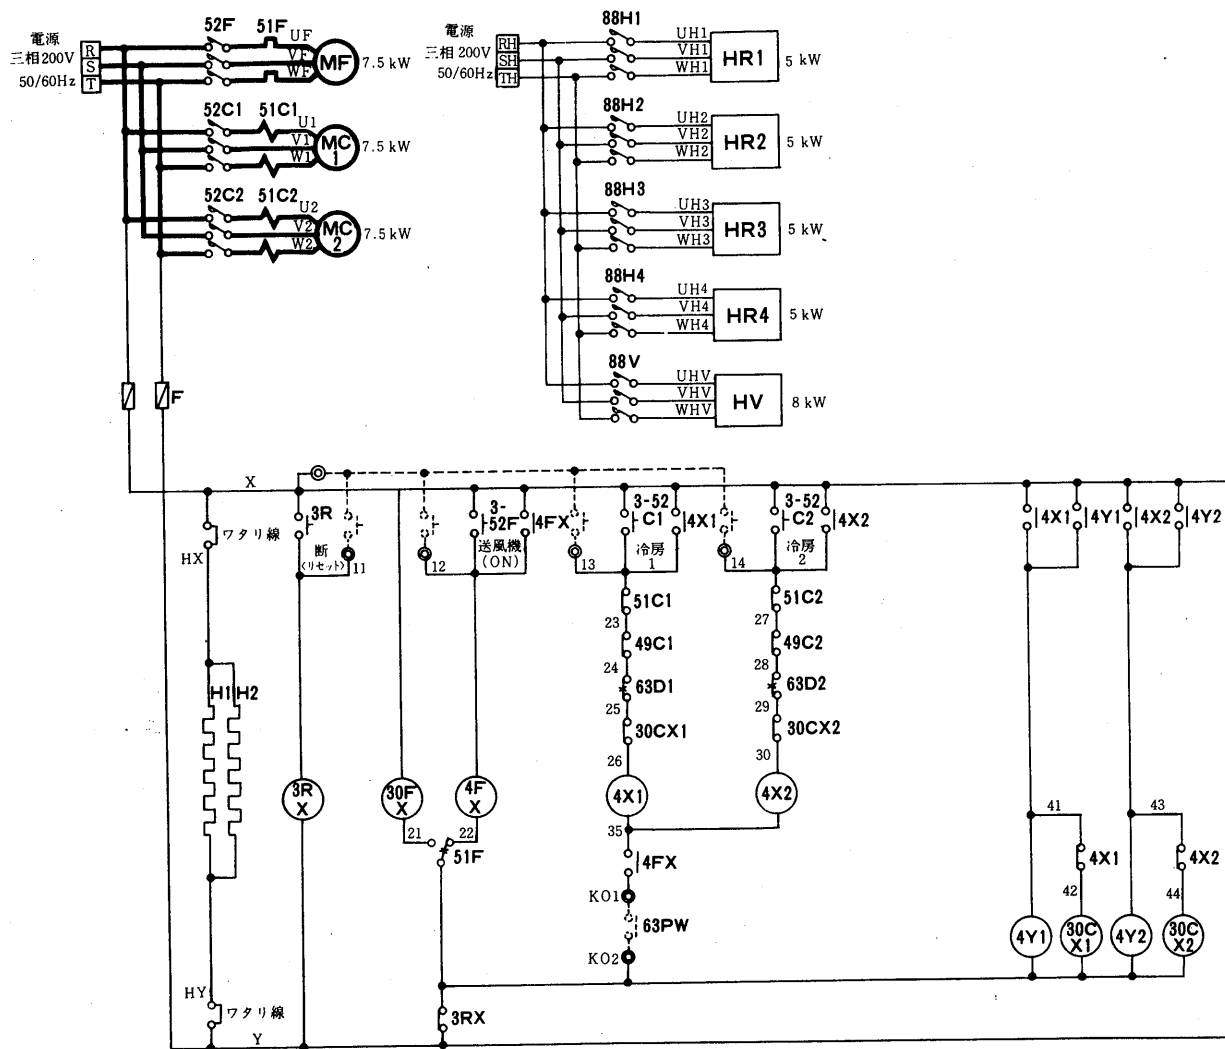 電源
三相200V
50/60Hz
R
S
T
52F
51F
UF
VF
WF
MF
7.5 kW
52C1
51C1
U1
V1
W1
MC
1
7.5 kW
52C2
51C2
U2
V2
W2
MC
2
7.5 kW
F
電源
三相200V
50/60Hz
RH
SH
TH
88H1
UH1
VH1
WH1
HR1
5 kW
88H2
UH2
VH2
WH2
HR2
5 kW
88H3
UH3
VH3
WH3
HR3
5 kW
88H4
UH4
VH4
WH4
HR4
5 kW
88V
UHV
VHV
WHV
HV
8 kW
X
ワタリ線
HX
H1
H2
HY
ワタリ線
Y
3R
断
(リセット)
11
3R
X
30F
X
21
12
3-
52F
送風機
(ON)
4FX
4F
X
22
51F
3RX
13
3-52
C1
冷房
1
4X1
51C1
23
49C1
24
63D1
25
30CX1
26
4X1
35
4FX
KO1
63PW
KO2
14
3-52
C2
冷房
2
4X2
51C2
27
49C2
28
63D2
29
30CX2
30
4X2
4X1
4Y1
4X2
4Y2
41
4X1
42
4Y1
30C
X1
43
4X2
44
4Y2
30C
X2